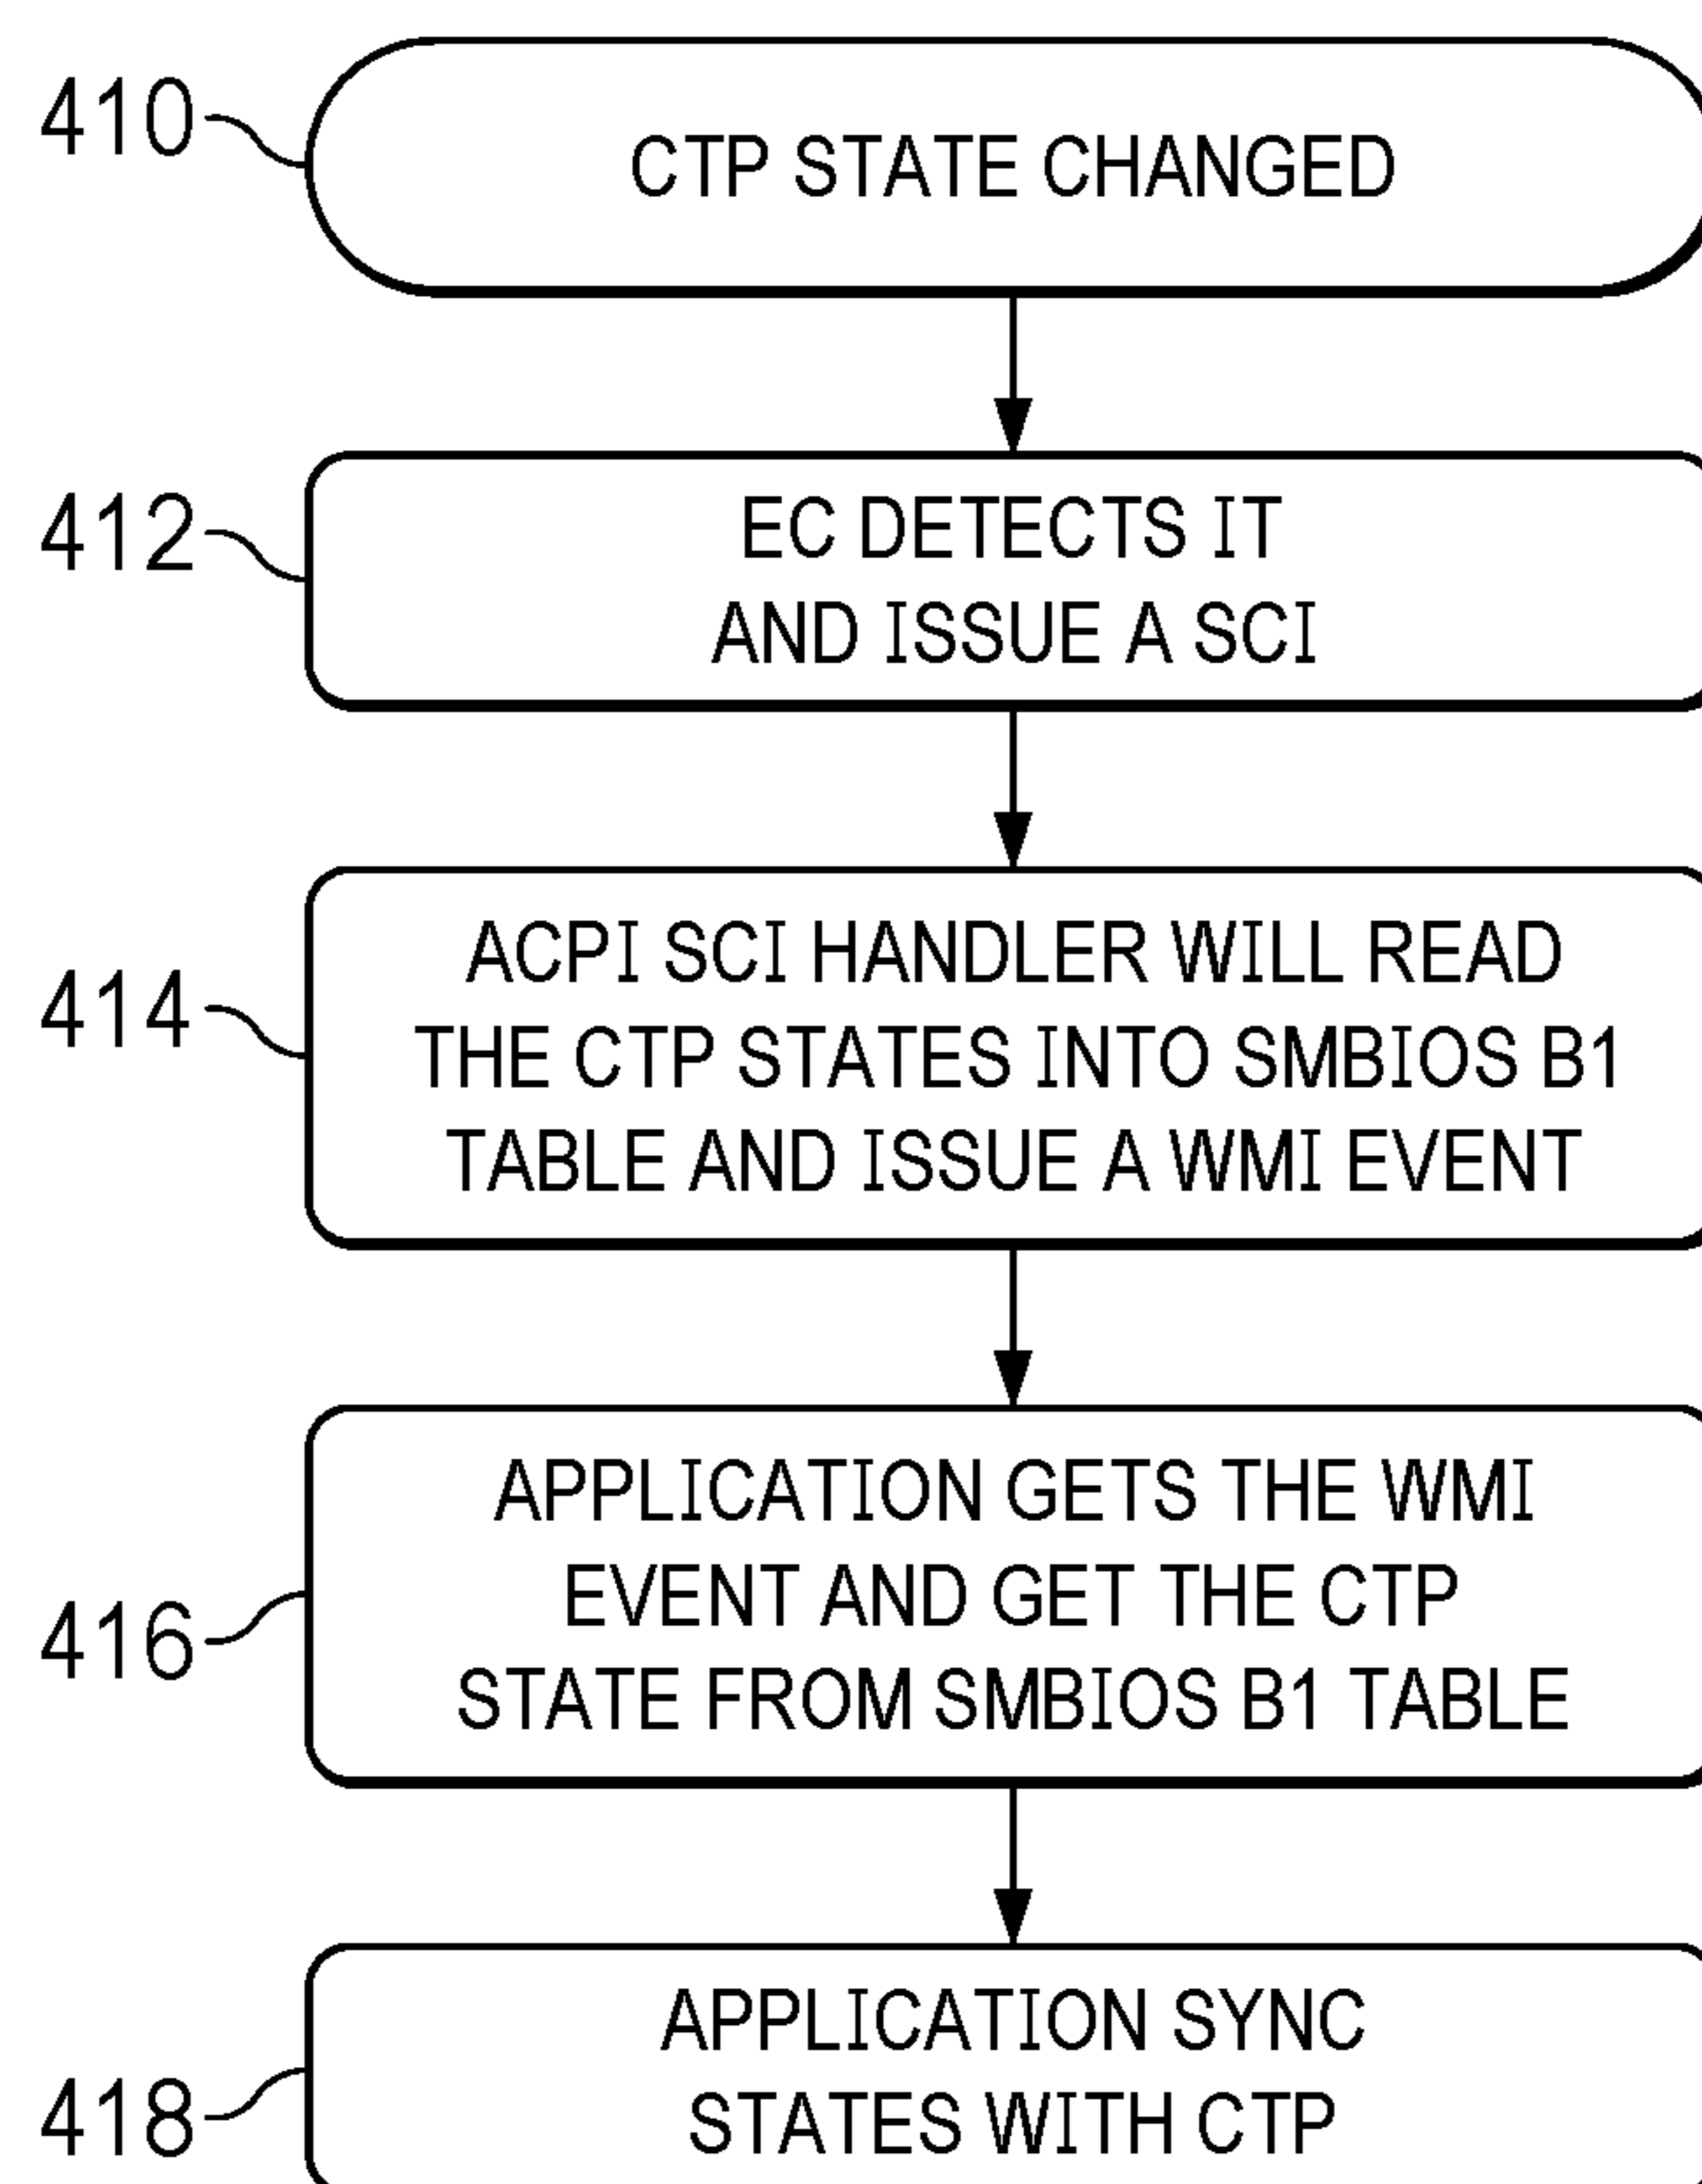 410
CTP STATE CHANGED
412
EC DETECTS IT
AND ISSUE A SCI
414
ACPI SCI HANDLER WILL READ
THE CTP STATES INTO SMBIOS B1
TABLE AND ISSUE A WMI EVENT
416
APPLICATION GETS THE WMI
EVENT AND GET THE CTP
STATE FROM SMBIOS B1 TABLE
418
APPLICATION SYNC
STATES WITH CTP